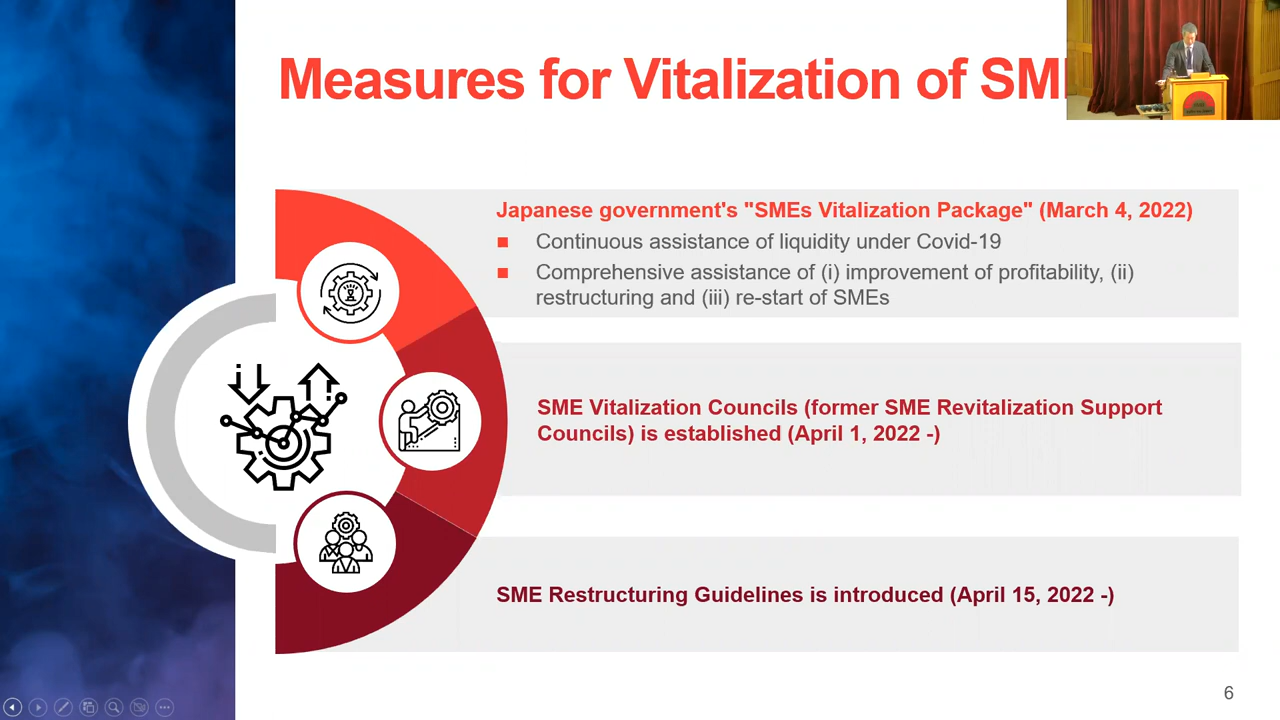 Measures for Vitalization of SM
Japanese government's "SMEs Vitalization Package" (March 4, 2022)
Continuous assistance of liquidity under Covid-19
Comprehensive assistance of (i) improvement of profitability, (ii)
restructuring and (iii) re-start of SMEs
SME Vitalization Councils (former SME Revitalization Support
Councils) is established (April 1, 2022 -)
SME Restructuring Guidelines is introduced (April 15, 2022 -)
6